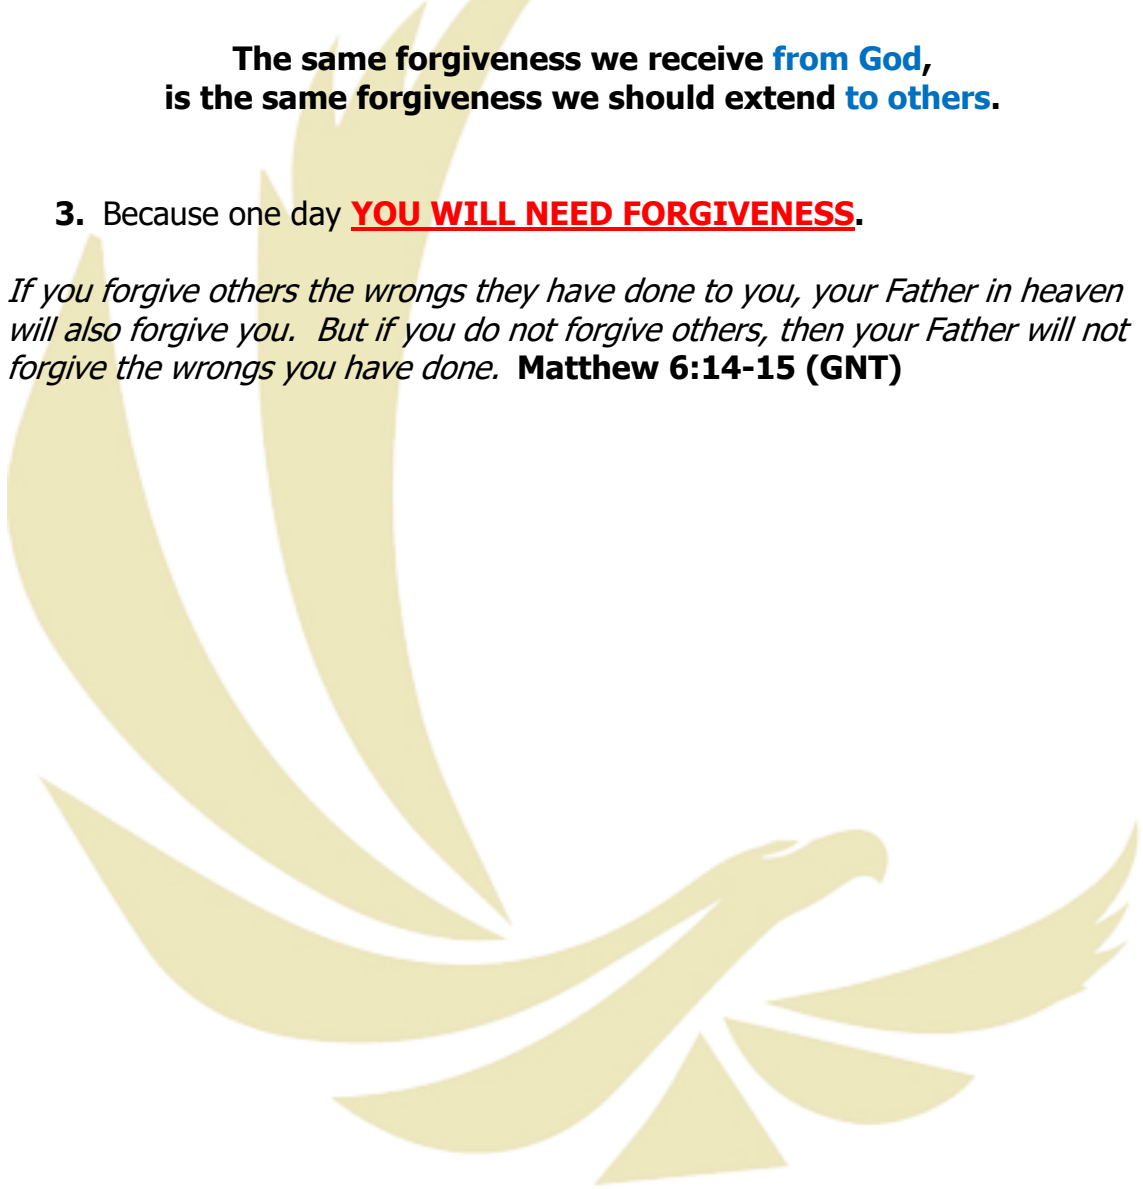 The same forgiveness we receive from God,
is the same forgiveness we should extend to others.
3. Because one day YOU WILL NEED FORGIVENESS.
If you forgive others the wrongs they have done to you, your Father in heaven
will also forgive you.  But if you do not forgive others, then your Father will not
forgive the wrongs you have done.  Matthew 6:14-15 (GNT)